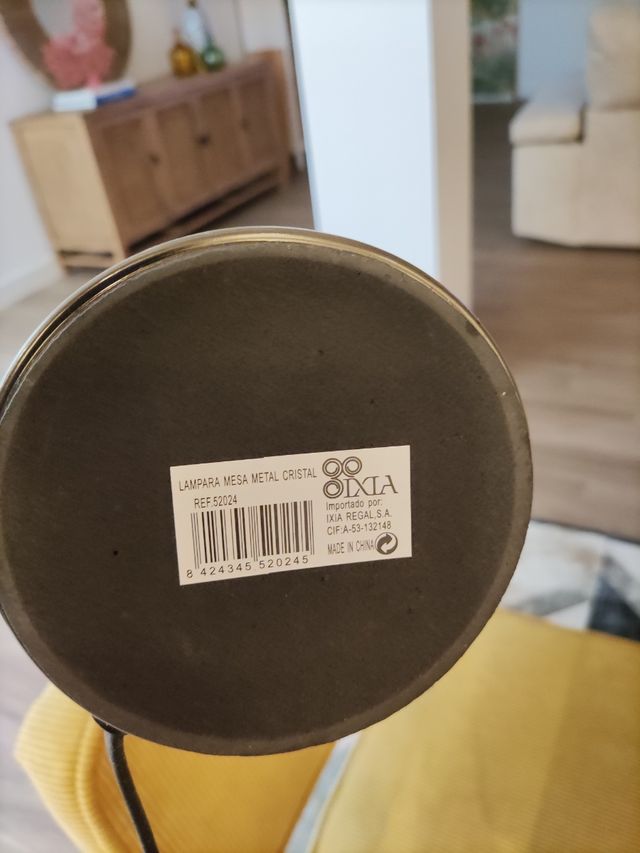 LAMPARA MESA METAL CRISTAL
REF.52024
8 424345 520245
IXIA
Importado por:
IXIA REGAL,S.A.
CIF:A-53-132148
MADE IN CHINA